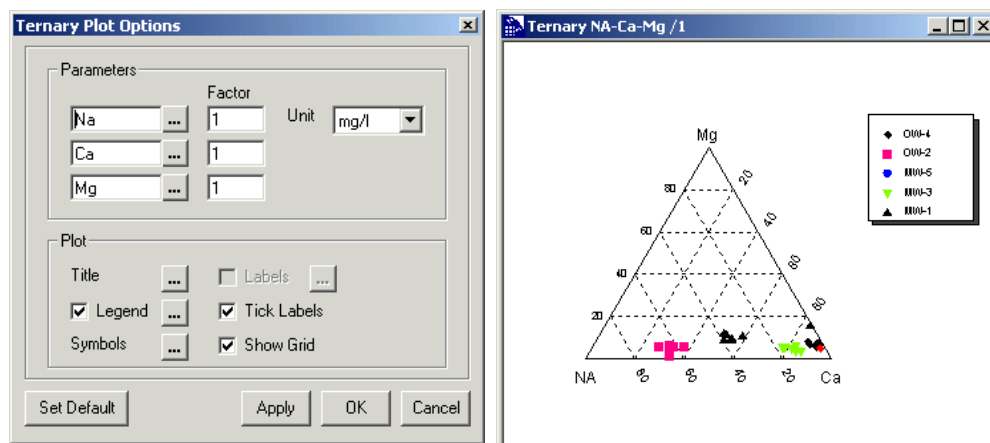 Ternary Plot Options
Parameters
Factor
Na ... 1 Unit mg/l
Ca ... 1
Mg ... 1
Plot
Title ... Labels ...
Legend ... Tick Labels
Symbols ... Show Grid
Set Default Apply OK Cancel
Ternary NA-Ca-Mg /1
Mg
80 20
60 40
40 60
20 80
NA 80 60 40 20 Ca
OW-4
OW-2
MW-5
MW-3
MW-1